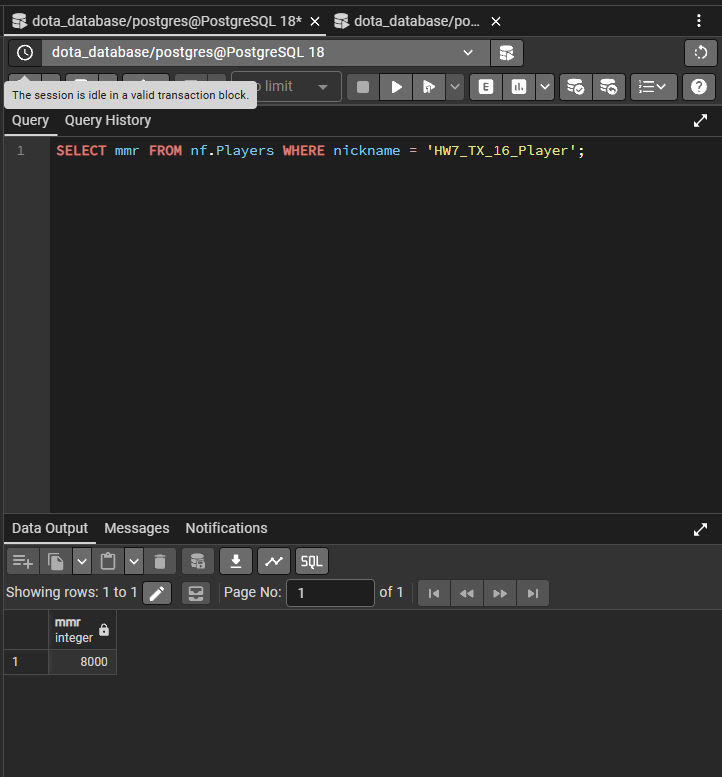 dota_database/postgres@PostgreSQL 18*
dota_database/po...
dota_database/postgres@PostgreSQL 18
limit
The session is idle in a valid transaction block.
E
Query
Query History
1
SELECT mmr FROM nf.Players WHERE nickname = 'HW7_TX_16_Player';
Data Output
Messages
Notifications
SQL
Showing rows: 1 to 1
Page No:
1
of 1
mmr
integer
1
8000